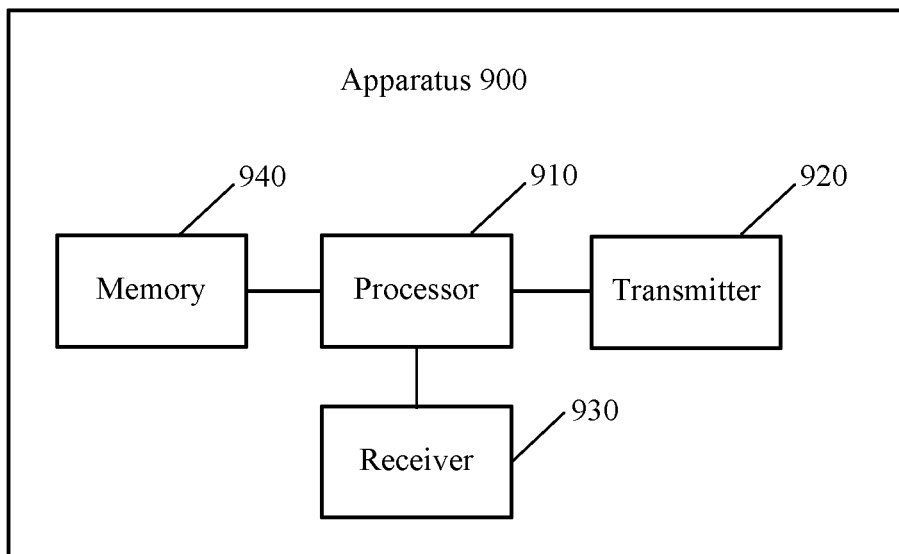 Apparatus 900
940
910
920
Memory
Processor
Transmitter
930
Receiver